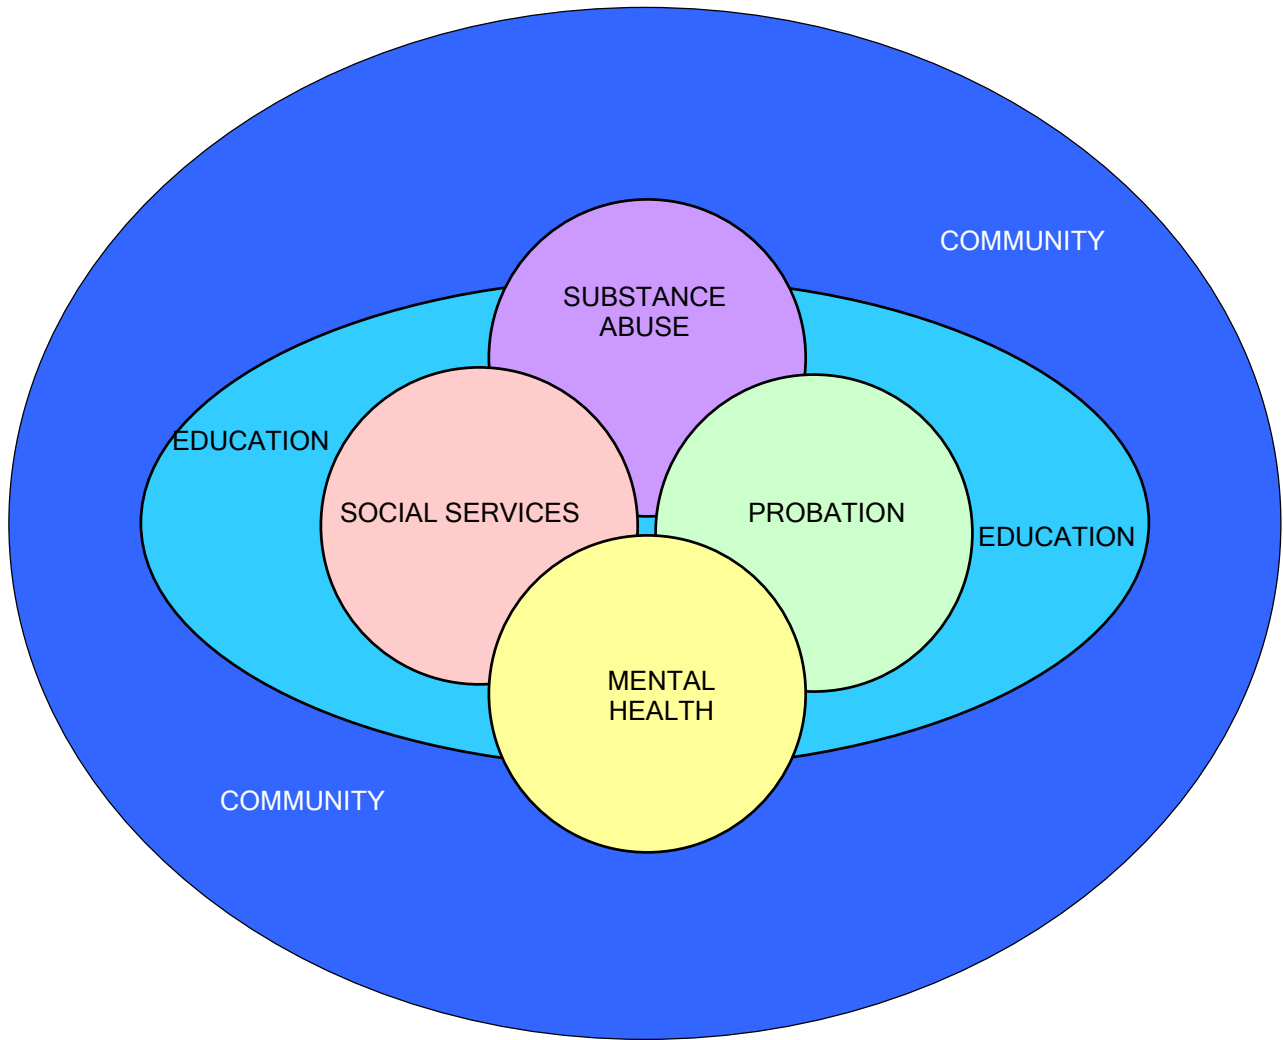 COMMUNITY
SUBSTANCE
ABUSE
EDUCATION
SOCIAL SERVICES
PROBATION
EDUCATION
MENTAL
HEALTH
COMMUNITY